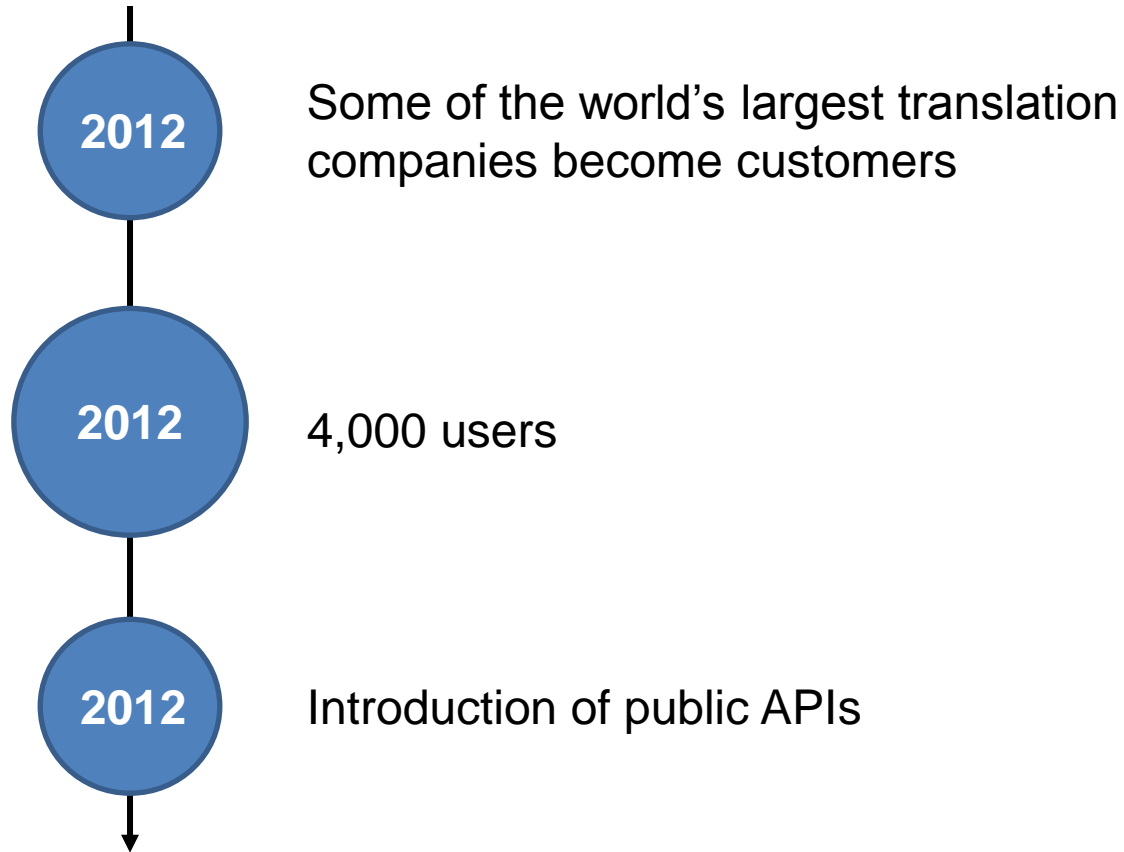 2012
Some of the world’s largest translation
companies become customers
2012
4,000 users
2012
Introduction of public APIs